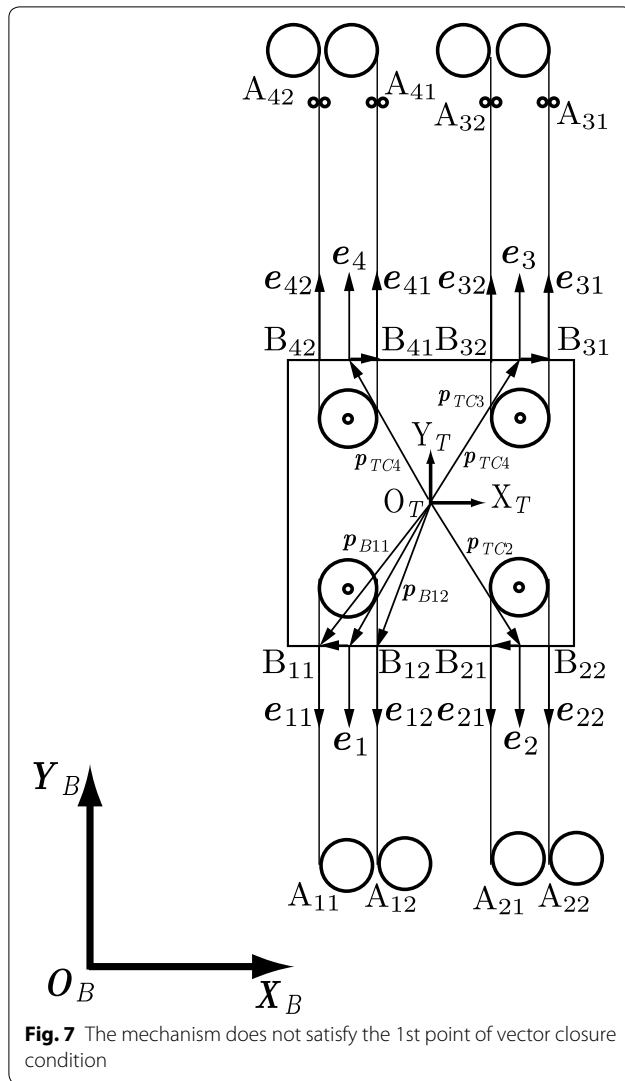 A42 A41 A32 A31
e42 e4 e41 e32 e3 e31
B42 B41 B32 B31
pTC3
YT
pTC4 pTC4
OT XT
pB11 pTC2
pB12
B11 B12 B21 B22
e11 e1 e12 e21 e2 e22
YB
A11 A12 A21 A22
OB XB
Fig. 7 The mechanism does not satisfy the 1st point of vector closure
condition